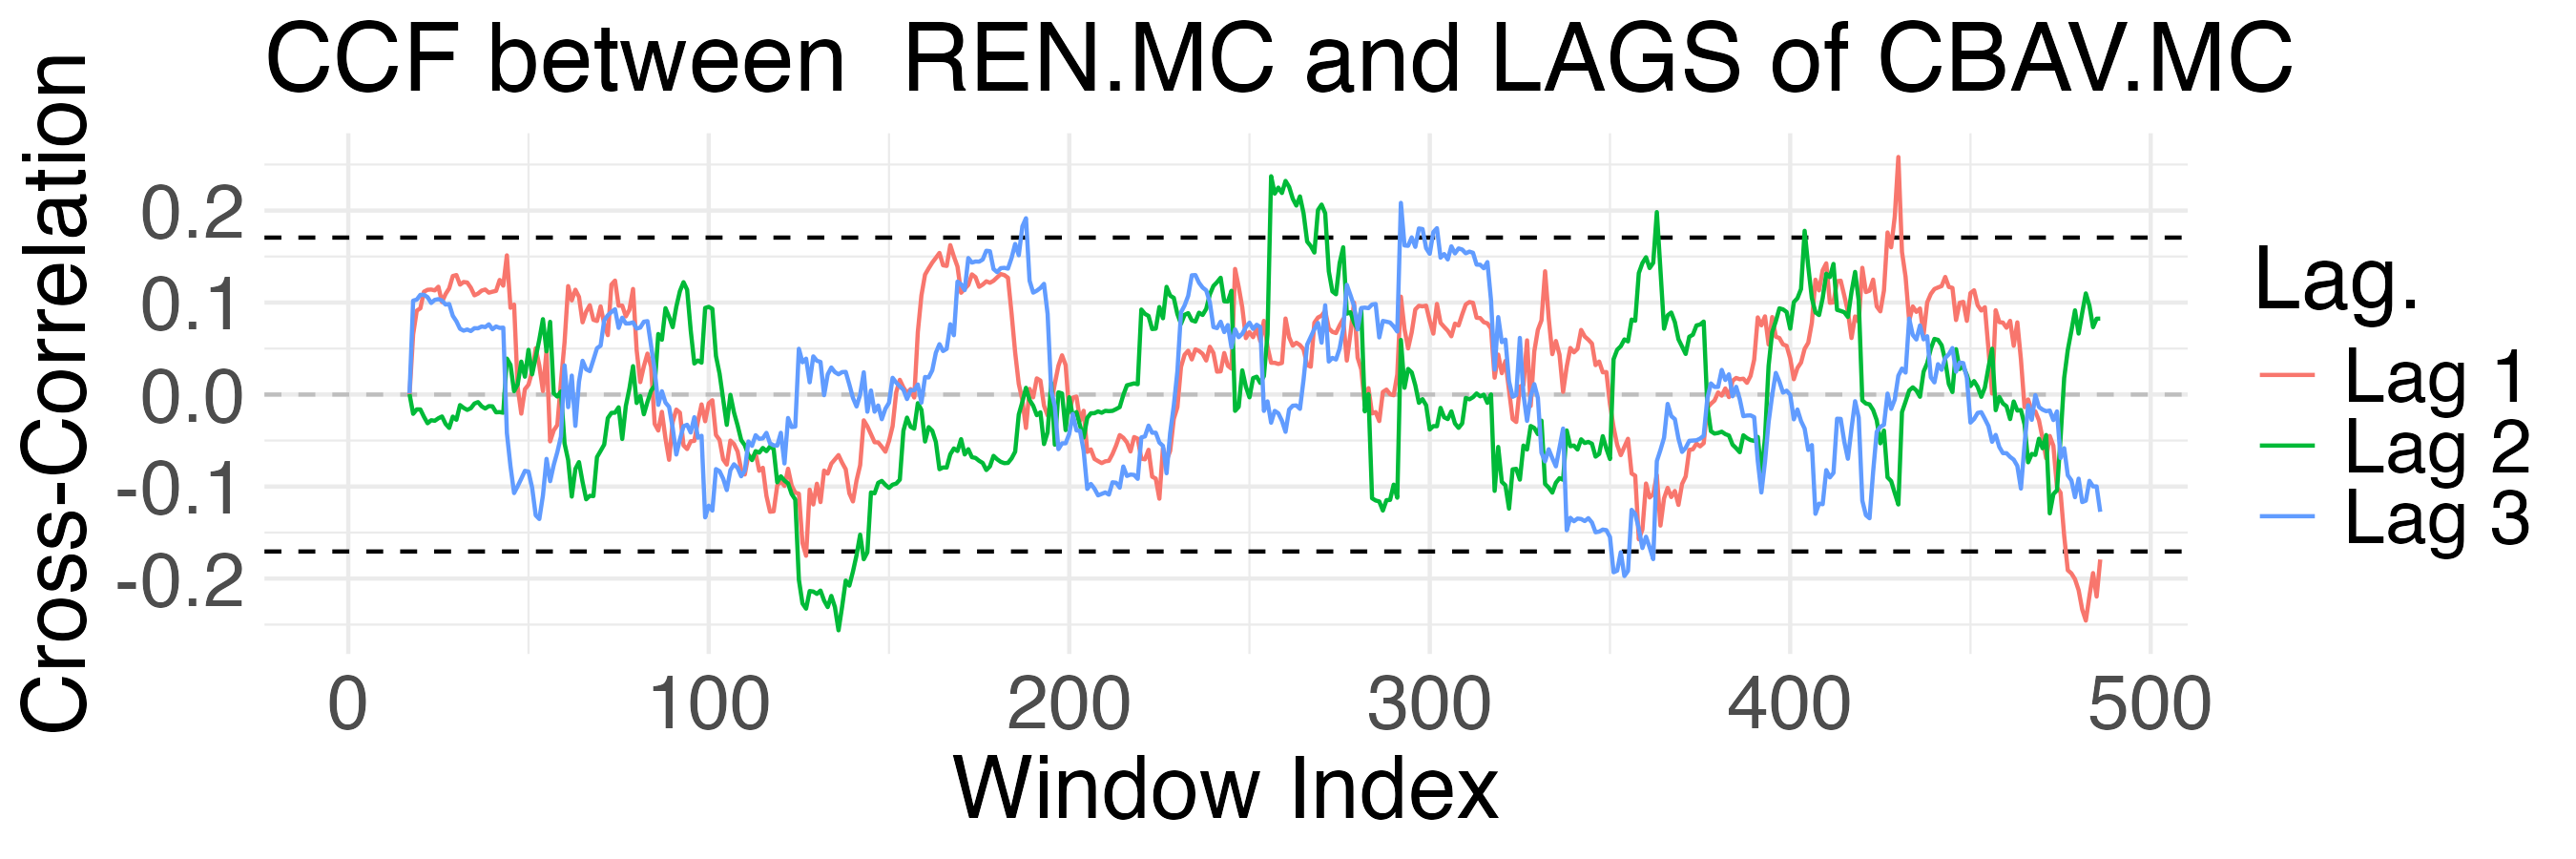 CCF between  REN.MC and LAGS of CBAV.MC
Cross-Correlation
0.2
0.1
0.0
-0.1
-0.2
0 100 200 300 400 500
Window Index
Lag.
Lag 1
Lag 2
Lag 3